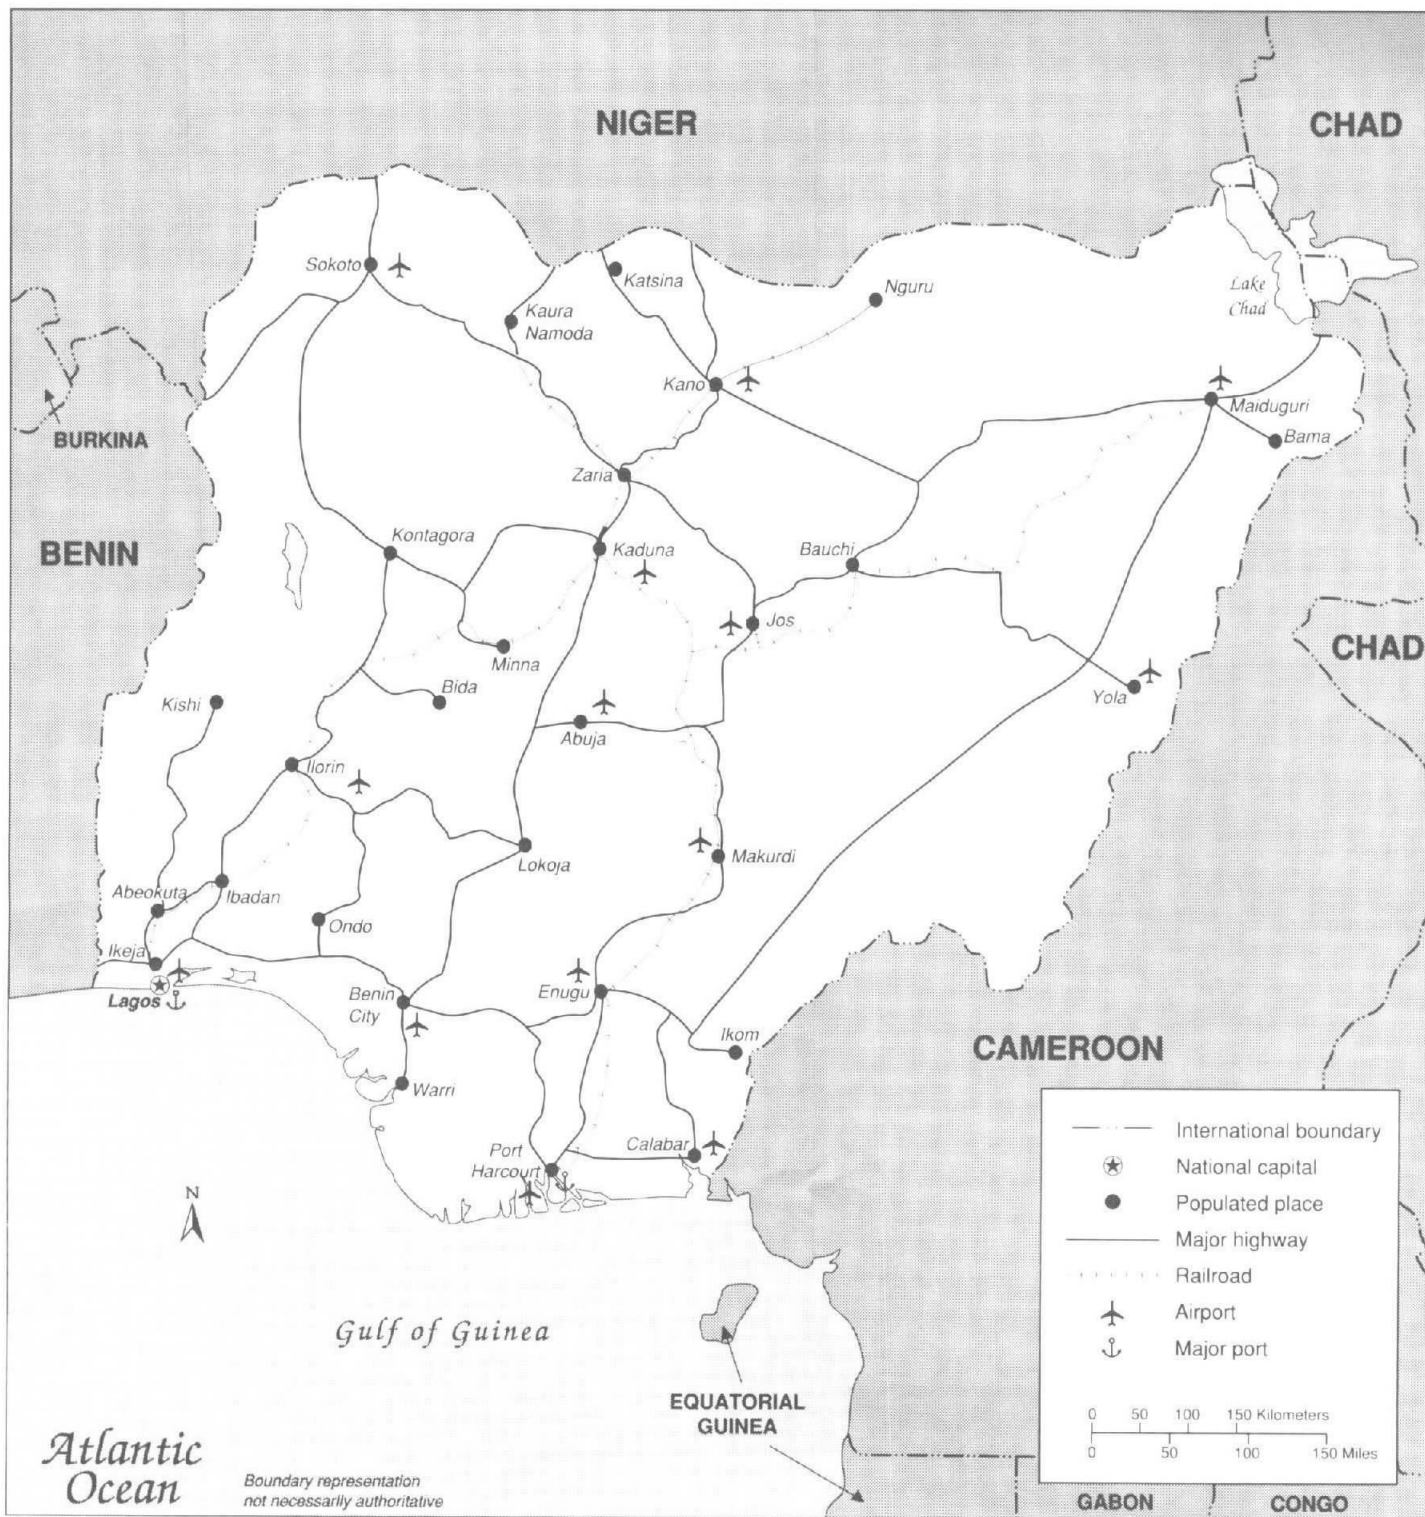 NIGER
CHAD
Sokoto
Katsina
Kaura
Namoda
Nguru
Lake
Chad
Kano
Maiduguri
Bama
BURKINA
Zaria
BENIN
Kontagora
Kaduna
Bauchi
Jos
CHAD
Minna
Bida
Kishi
Abuja
Yola
Ilorin
Lokoja
Makurdi
Abeokuta
Ibadan
Ondo
Ikeja
Lagos
Benin
City
Enugu
Ikom
CAMEROON
Warri
Port
Harcourt
Calabar
N
Gulf of Guinea
EQUATORIAL
GUINEA
Atlantic
Ocean
Boundary representation
not necessarily authoritative
International boundary
National capital
Populated place
Major highway
Railroad
Airport
Major port
0 50 100 150 Kilometers
0 50 100 150 Miles
GABON
CONGO